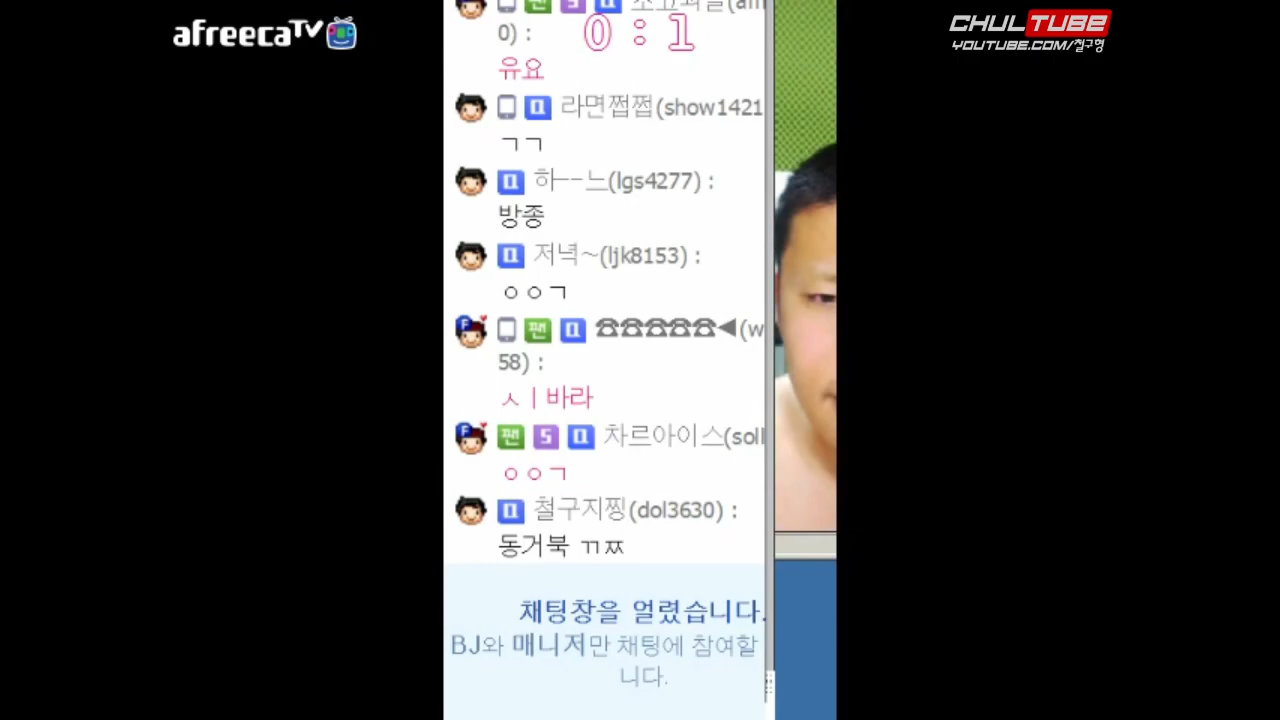 afreecaTV
CHULTUBE
YOUTUBE.COM/철구형
0 : 1
0) :
유요
라면쩝쩝(show1421
ㄱㄱ
하--느(lgs4277) :
방종
저녁~(ljk8153) :
ㅇㅇㄱ
팬 ☎☎☎☎☎◀(w
58) :
ㅅㅣ바라
팬 S 차르아이스(soll
ㅇㅇㄱ
철구지찡(dol3630) :
동거북 ㄲㅉ
채팅창을 얼렸습니다.
BJ와 매니저만 채팅에 참여할
니다.